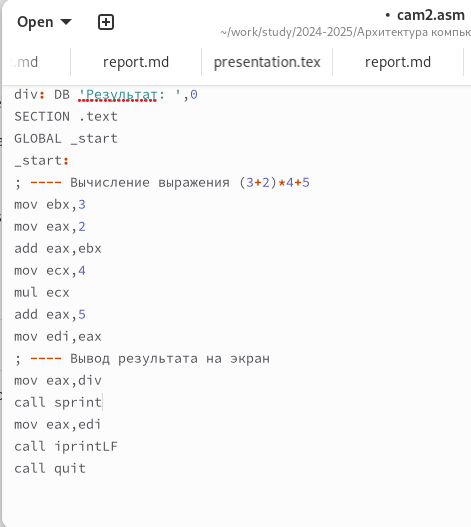 Open
• cam2.asm
~/work/study/2024-2025/Архитектура компью
.md
report.md
presentation.tex
report.md
div: DB 'Результат: ',0
SECTION .text
GLOBAL _start
_start:
; ---- Вычисление выражения (3+2)*4+5
mov ebx,3
mov eax,2
add eax,ebx
mov ecx,4
mul ecx
add eax,5
mov edi,eax
; ---- Вывод результата на экран
mov eax,div
call sprint
mov eax,edi
call iprintLF
call quit